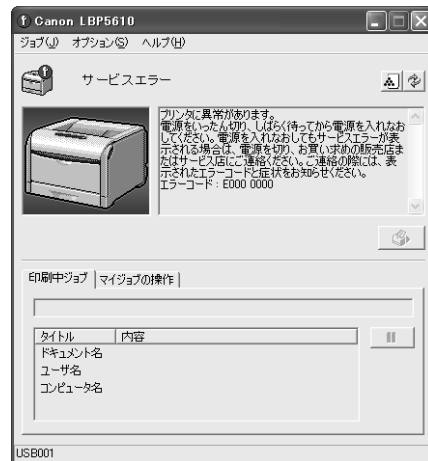 Canon LBP5610
ジョブ(J) オプション(S) ヘルプ(H)
サービスエラー
プリンタに異常があります。
電源をいったん切り、しばらく待ってから電源を入れなお
してください。電源を入れなおしてもサービスエラーが表
示される場合は、電源を切り、お買い求めの販売店ま
たはサービス店にご連絡ください。ご連絡の際には、表
示されたエラーコードと症状をお知らせください。
エラーコード : E000 0000
印刷中ジョブ マイジョブの操作
タイトル 内容
ドキュメント名
ユーザ名
コンピュータ名
USB001